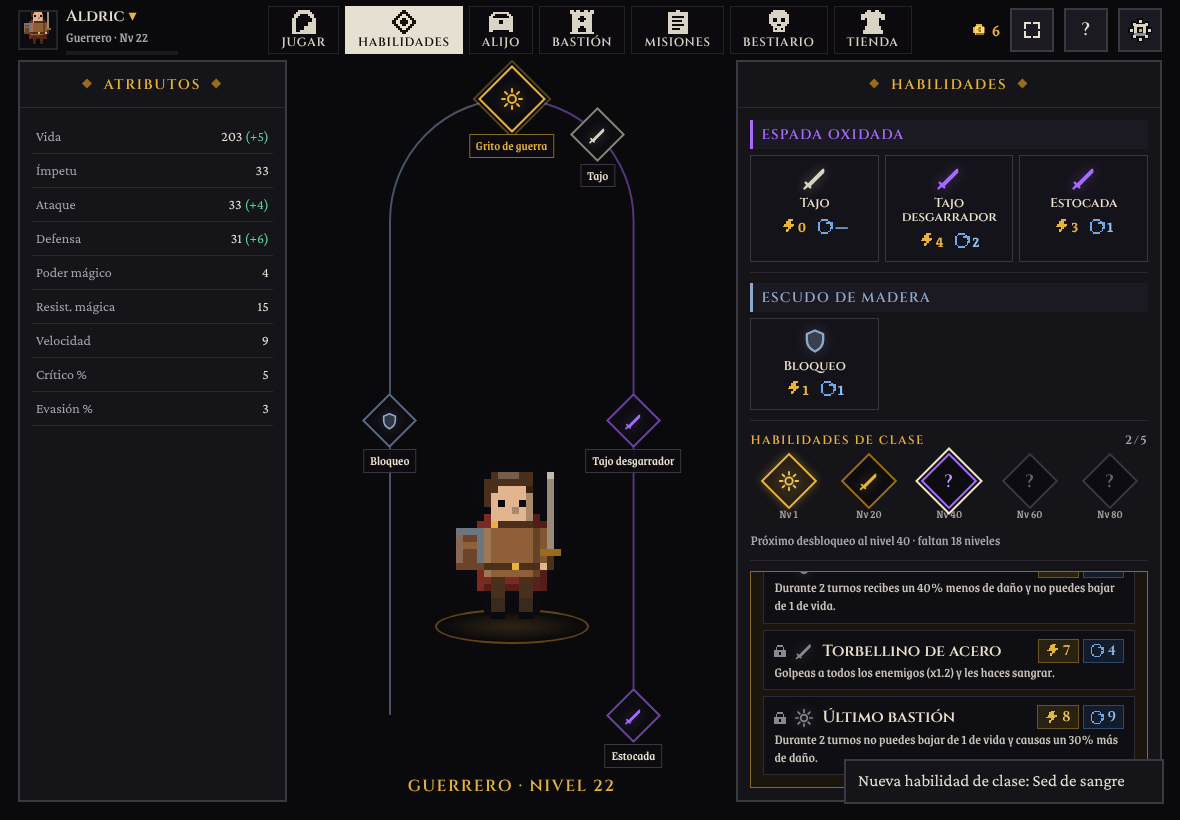 ALDRIC
Guerrero · Nv 22
JUGAR
HABILIDADES
ALIJO
BASTIÓN
MISIONES
BESTIARIO
TIENDA
6
?
ATRIBUTOS
Vida 203 (+5)
Ímpetu 33
Ataque 33 (+4)
Defensa 31 (+6)
Poder mágico 4
Resist. mágica 15
Velocidad 9
Crítico % 5
Evasión % 3
Grito de guerra
Tajo
Bloqueo
Tajo desgarrador
Estocada
GUERRERO · NIVEL 22
HABILIDADES
ESPADA OXIDADA
TAJO
0 —
TAJO
DESGARRADOR
4 2
ESTOCADA
3 1
ESCUDO DE MADERA
BLOQUEO
1 1
HABILIDADES DE CLASE 2/5
? ? ?
Nv 1 Nv 20 Nv 40 Nv 60 Nv 80
Próximo desbloqueo al nivel 40 · faltan 18 niveles
Durante 2 turnos recibes un 40% menos de daño y no puedes bajar
de 1 de vida.
TORBELLINO DE ACERO 7 4
Golpeas a todos los enemigos (x1.2) y les haces sangrar.
ÚLTIMO BASTIÓN 8 9
Durante 2 turnos no puedes bajar de 1 de vida y causas un 30% más
de daño.
Nueva habilidad de clase: Sed de sangre